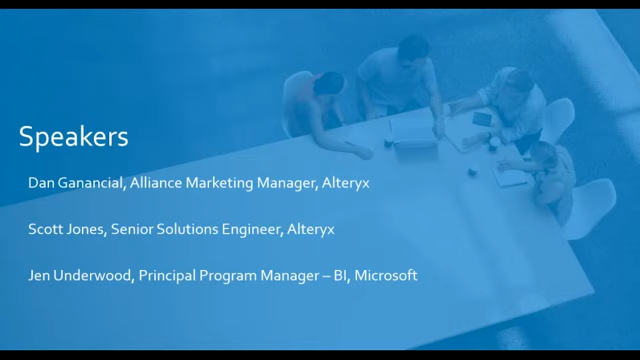 Speakers
Dan Ganancial, Alliance Marketing Manager, Alteryx
Scott Jones, Senior Solutions Engineer, Alteryx
Jen Underwood, Principal Program Manager – BI, Microsoft